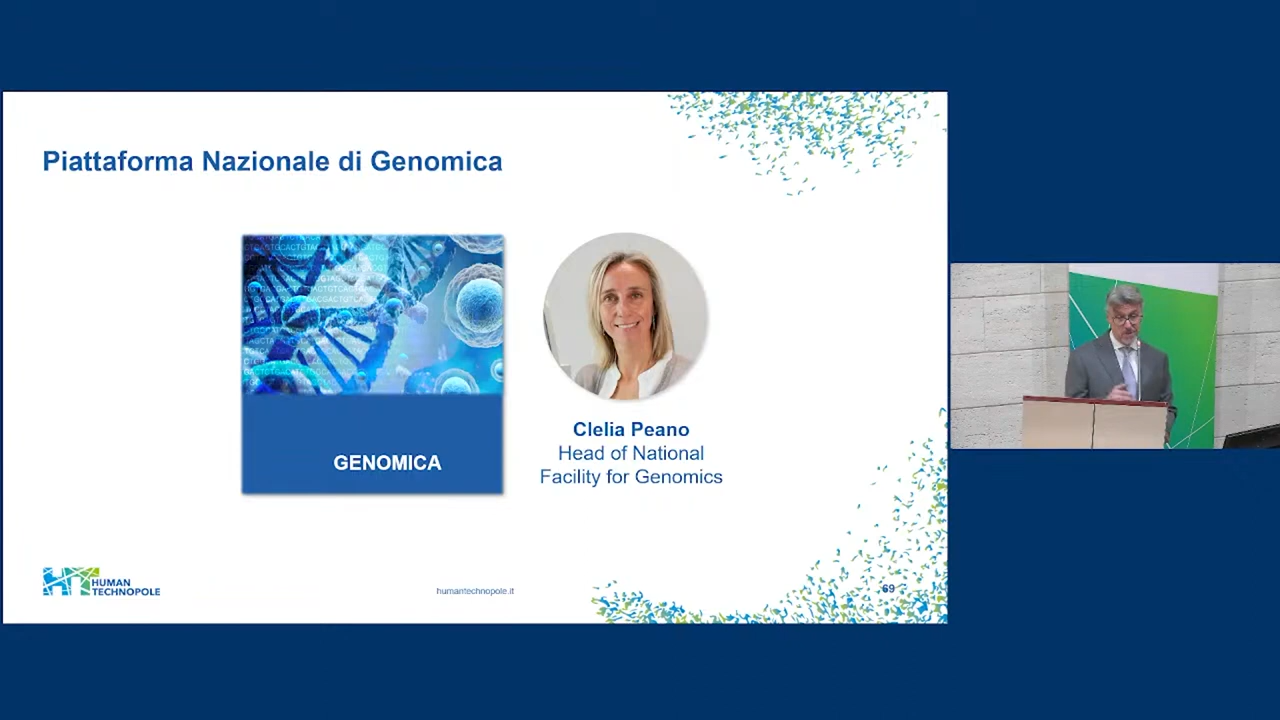 Piattaforma Nazionale di Genomica
GENOMICA
Clelia Peano
Head of National
Facility for Genomics
HUMAN
TECHNOPOLE
humantechnopole.it
69